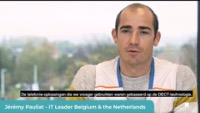 De telefonie oplossingen die we vroeger gebruikten waren gebaseerd op de DECT-technologie.
Jérémy Pauliat - IT Leader Belgium & the Netherlands